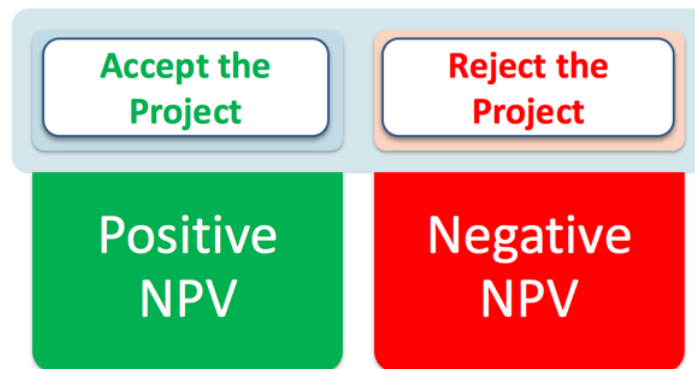 Accept the
Project
Reject the
Project
Positive
NPV
Negative
NPV